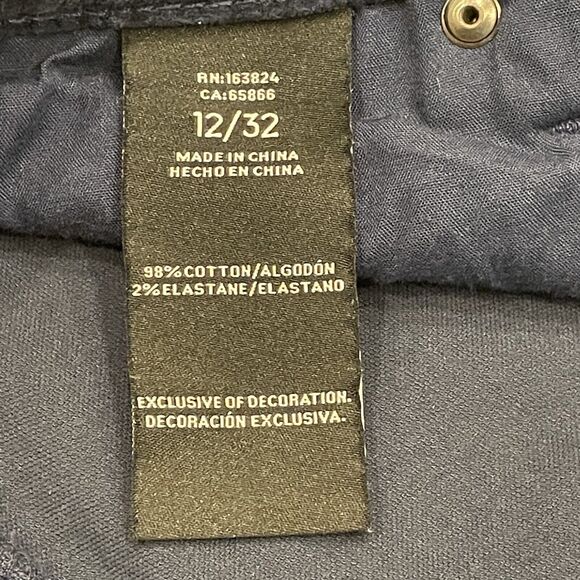 RN:163824
CA:65866
12/32
MADE IN CHINA
HECHO EN CHINA
98%COTTON/ALGODÓN
2%ELASTANE/ELASTANO
EXCLUSIVE OF DECORATION.
DECORACIÓN EXCLUSIVA.